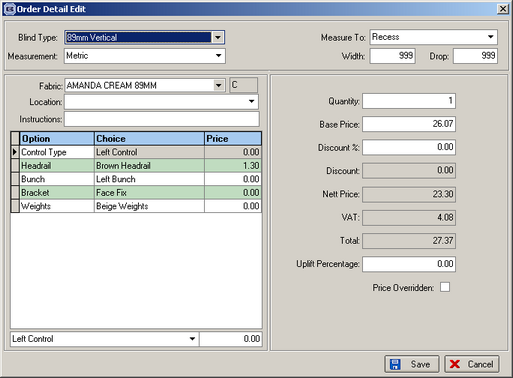 Order Detail Edit
Blind Type: 89mm Vertical
Measure To: Recess
Measurement: Metric
Width: 999 Drop: 999
Fabric: AMANDA CREAM 89MM C
Location:
Instructions:
Option Choice Price
Control Type Left Control 0.00
Headrail Brown Headrail 1.30
Bunch Left Bunch 0.00
Bracket Face Fix 0.00
Weights Beige Weights 0.00
Left Control 0.00
Quantity: 1
Base Price: 26.07
Discount %: 0.00
Discount: 0.00
Nett Price: 23.30
VAT: 4.08
Total: 27.37
Uplift Percentage: 0.00
Price Overridden:
Save Cancel